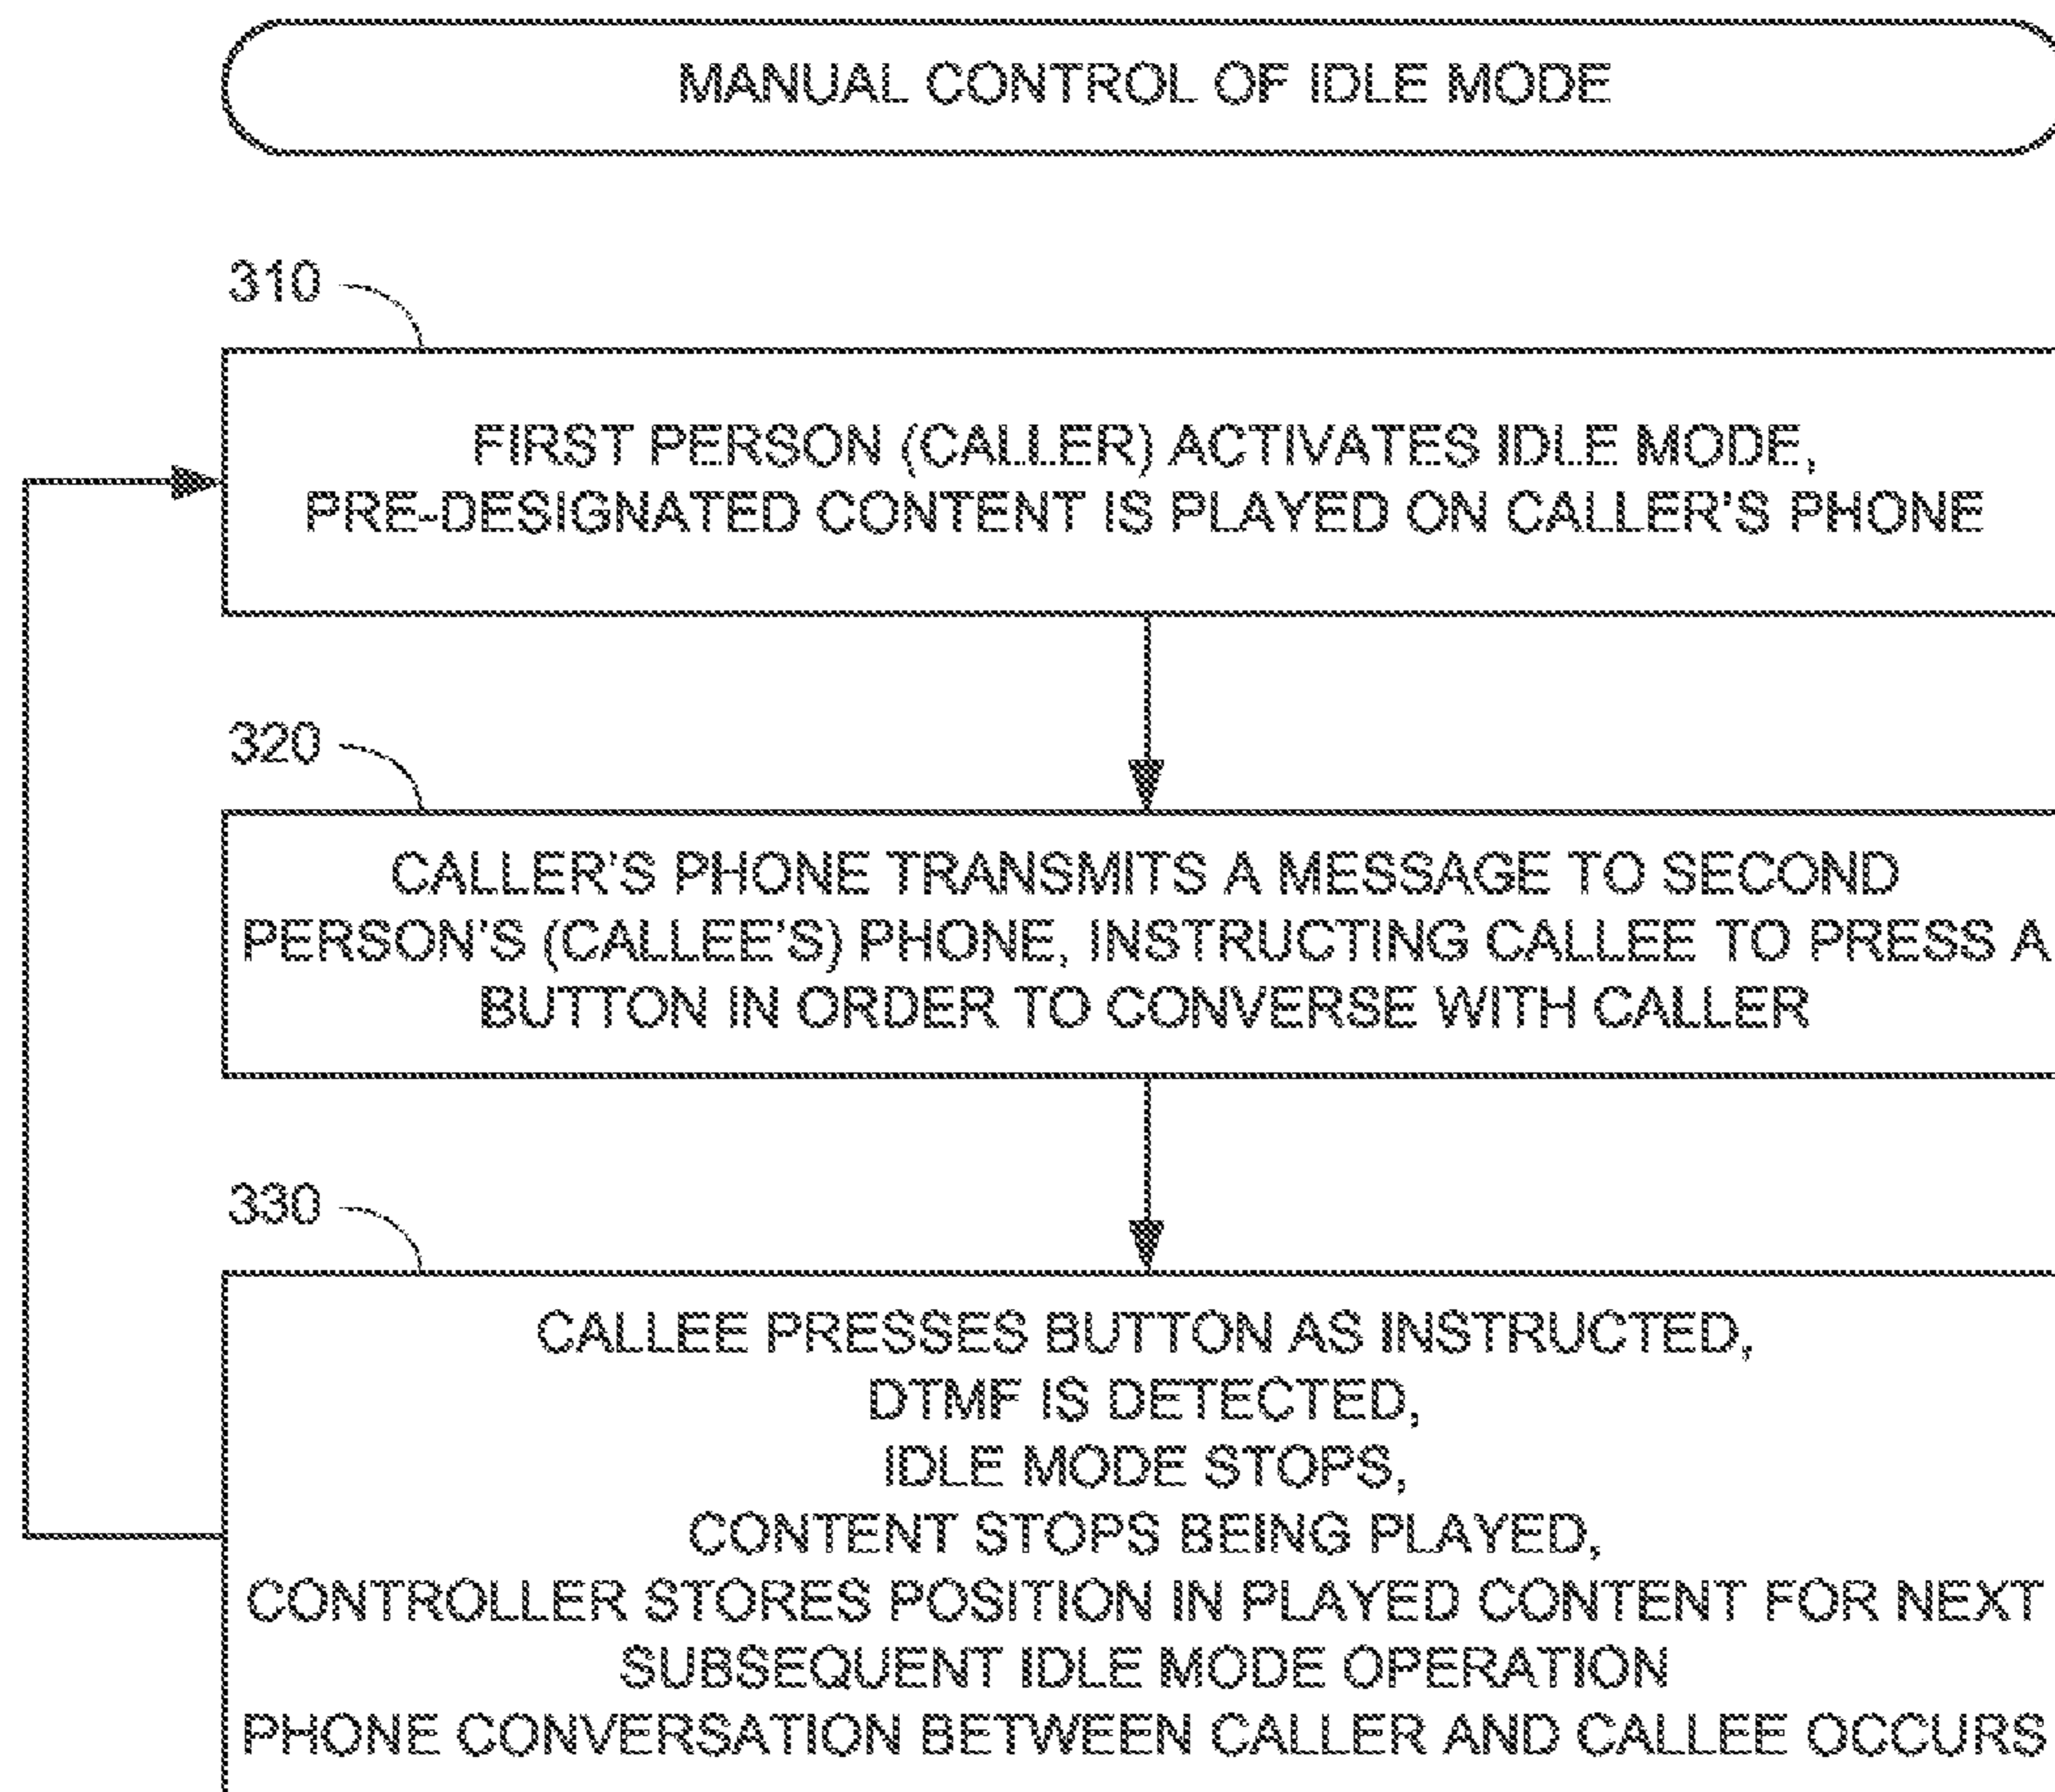 MANUAL CONTROL OF IDLE MODE
310
FIRST PERSON (CALLER) ACTIVATES IDLE MODE,
PRE-DESIGNATED CONTENT IS PLAYED ON CALLER'S PHONE
320
CALLER'S PHONE TRANSMITS A MESSAGE TO SECOND
PERSON'S (CALLEE'S) PHONE, INSTRUCTING CALLEE TO PRESS A
BUTTON IN ORDER TO CONVERSE WITH CALLER
330
CALLEE PRESSES BUTTON AS INSTRUCTED,
DTMF IS DETECTED,
IDLE MODE STOPS,
CONTENT STOPS BEING PLAYED,
CONTROLLER STORES POSITION IN PLAYED CONTENT FOR NEXT
SUBSEQUENT IDLE MODE OPERATION
PHONE CONVERSATION BETWEEN CALLER AND CALLEE OCCURS